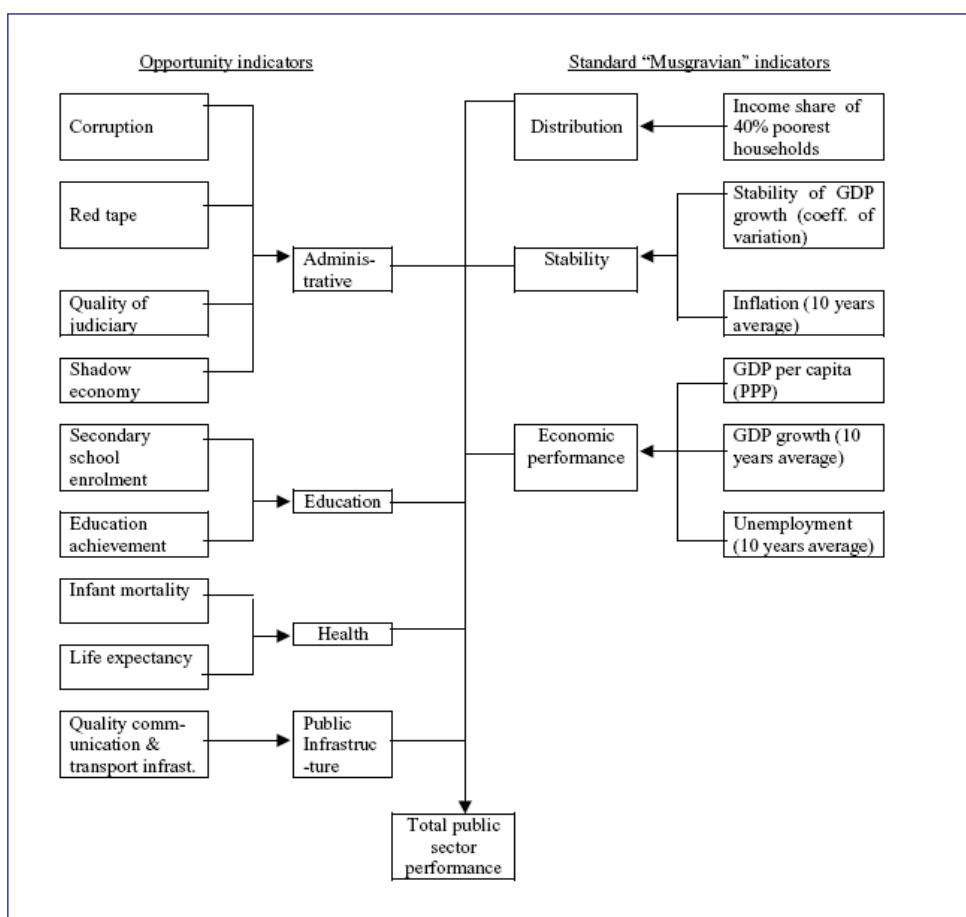 Opportunity indicators
Standard “Musgravian” indicators
Corruption
Red tape
Quality of
judiciary
Shadow
economy
Secondary
school
enrolment
Education
achievement
Infant mortality
Life expectancy
Quality comm-
unication &
transport infrast.
Adminis-
trative
Education
Health
Public
Infrastruc
-ture
Distribution
Stability
Economic
performance
Income share of
40% poorest
households
Stability of GDP
growth (coeff. of
variation)
Inflation (10 years
average)
GDP per capita
(PPP)
GDP growth (10
years average)
Unemployment
(10 years average)
Total public
sector
performance